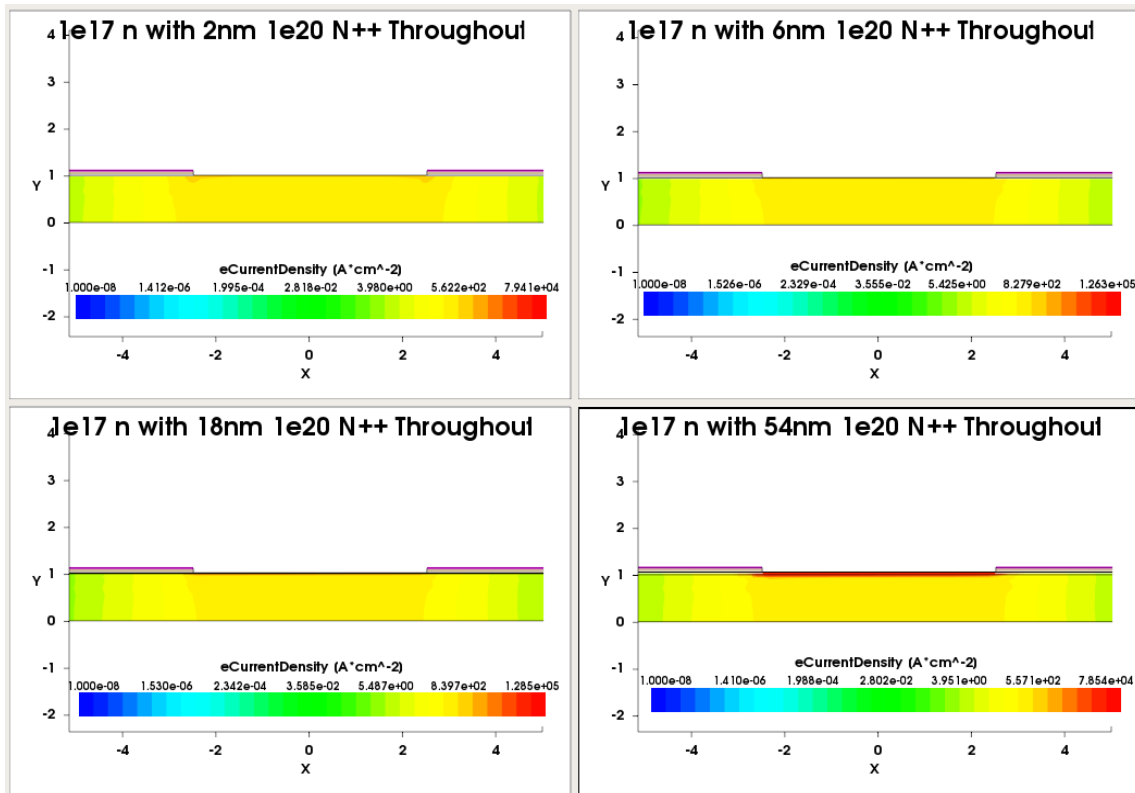 1e17 n with 2nm 1e20 N++ Throughout
4
3
2
1
Y
0
-1
eCurrentDensity (A*cm^-2)
1.000e-08 1.412e-06 1.995e-04 2.818e-02 3.980e+00 5.622e+02 7.941e+04
-2
-4 -2 0 2 4
X
1e17 n with 6nm 1e20 N++ Throughout
4
3
2
1
Y
0
-1
eCurrentDensity (A*cm^-2)
1.000e-08 1.526e-06 2.329e-04 3.555e-02 5.425e+00 8.279e+02 1.263e+05
-2
-4 -2 0 2 4
X
1e17 n with 18nm 1e20 N++ Throughout
4
3
2
1
Y
0
-1
eCurrentDensity (A*cm^-2)
1.000e-08 1.530e-06 2.342e-04 3.585e-02 5.487e+00 8.397e+02 1.285e+05
-2
-4 -2 0 2 4
X
1e17 n with 54nm 1e20 N++ Throughout
4
3
2
1
Y
0
-1
eCurrentDensity (A*cm^-2)
1.000e-08 1.410e-06 1.988e-04 2.802e-02 3.951e+00 5.571e+02 7.854e+04
-2
-4 -2 0 2 4
X